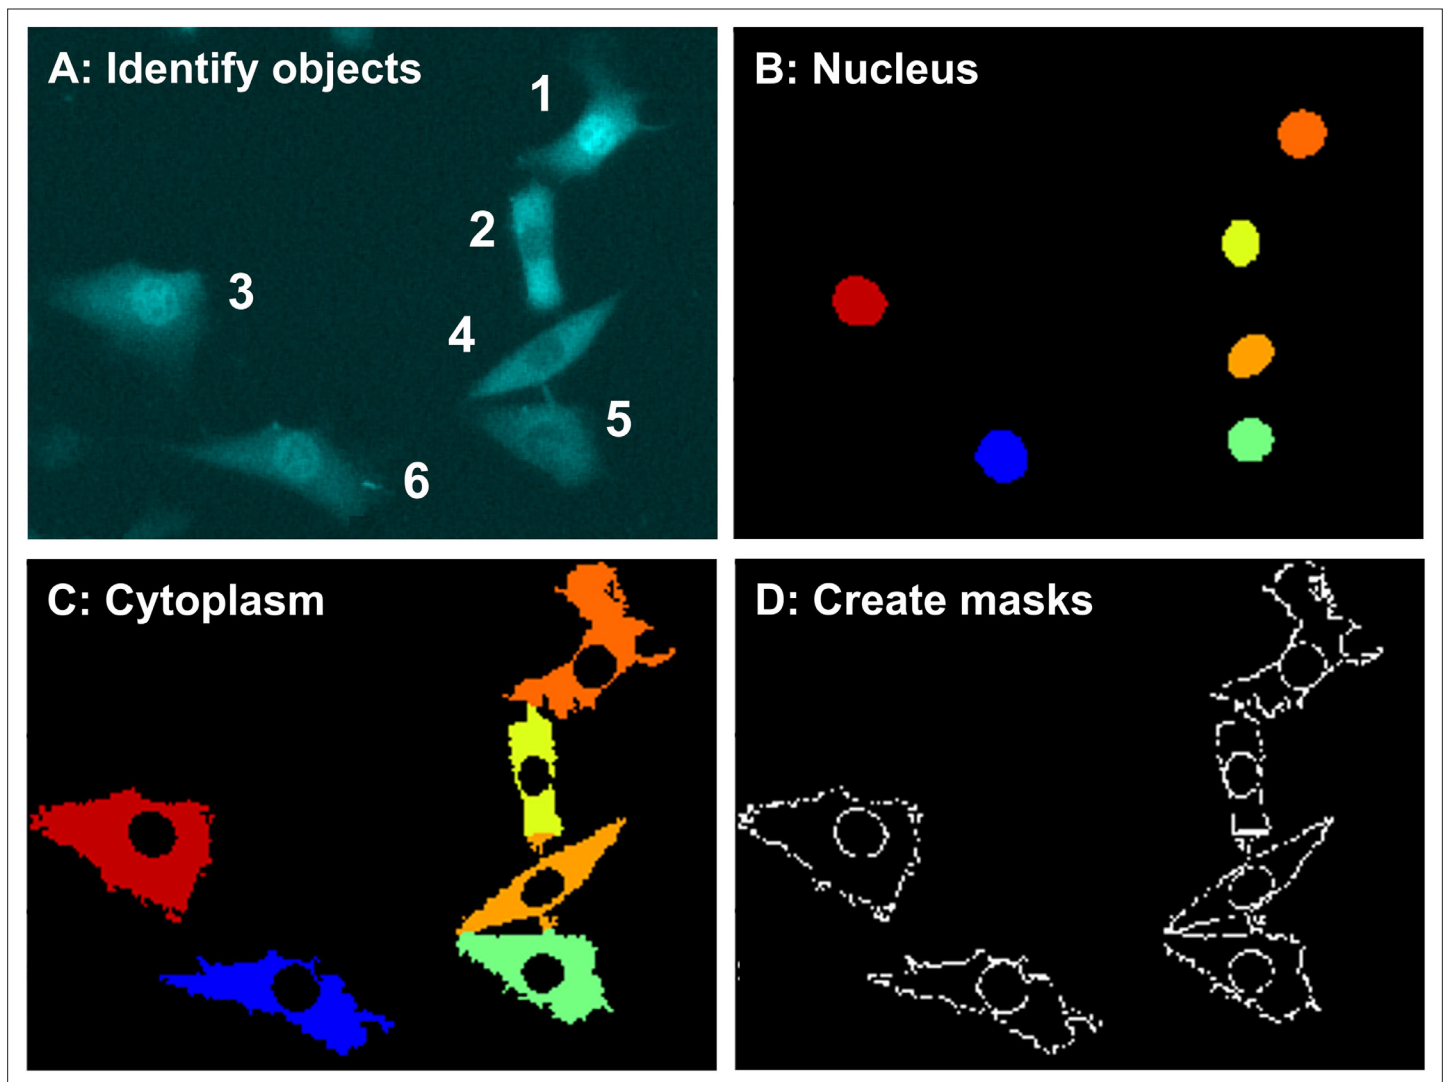 A: Identify objects
1
2
3
4
5
6
B: Nucleus
C: Cytoplasm
D: Create masks